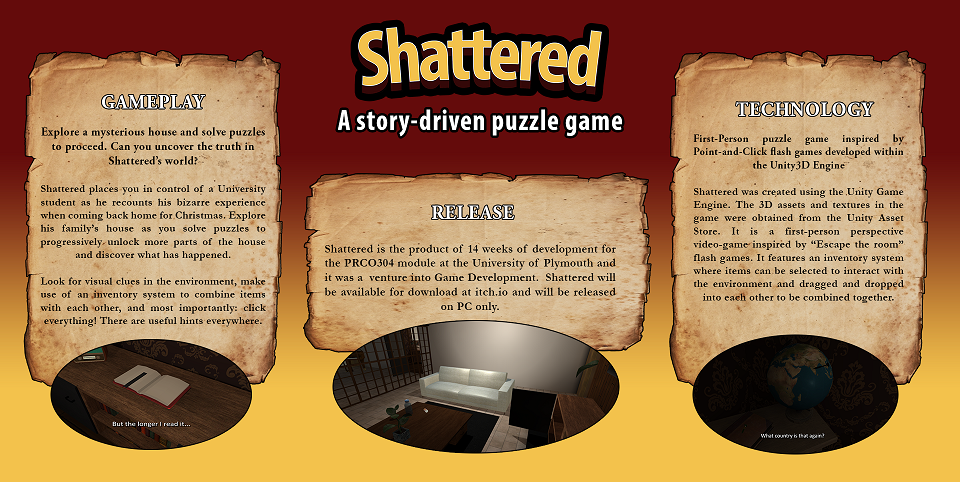 Shattered
A story-driven puzzle game
GAMEPLAY
Explore a mysterious house and solve puzzles
to proceed. Can you uncover the truth in
Shattered's world?
Shattered places you in control of a University
student as he recounts his bizarre experience
when coming back home for Christmas. Explore
his family's house as you solve puzzles to
progressively unlock more parts of the house
and discover what has happened.
Look for visual clues in the environment, make
use of an inventory system to combine items
with each other, and most importantly: click
everything! There are useful hints everywhere.
But the longer I read it...
RELEASE
Shattered is the product of 14 weeks of development for
the PRCO304 module at the University of Plymouth and
it was a venture into Game Development. Shattered will
be available for download at itch.io and will be released
on PC only.
TECHNOLOGY
First-Person puzzle game inspired by
Point-and-Click flash games developed within
the Unity3D Engine
Shattered was created using the Unity Game
Engine. The 3D assets and textures in the
game were obtained from the Unity Asset
Store. It is a first-person perspective
video-game inspired by “Escape the room”
flash games. It features an inventory system
where items can be selected to interact with
the environment and dragged and dropped
into each other to be combined together.
What country is that again?